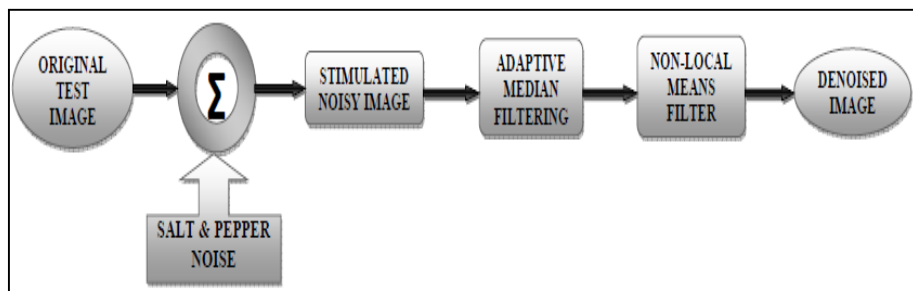 ORIGINAL
TEST
IMAGE
Σ
STIMULATED
NOISY IMAGE
ADAPTIVE
MEDIAN
FILTERING
NON-LOCAL
MEANS
FILTER
DENOISED
IMAGE
SALT & PEPPER
NOISE